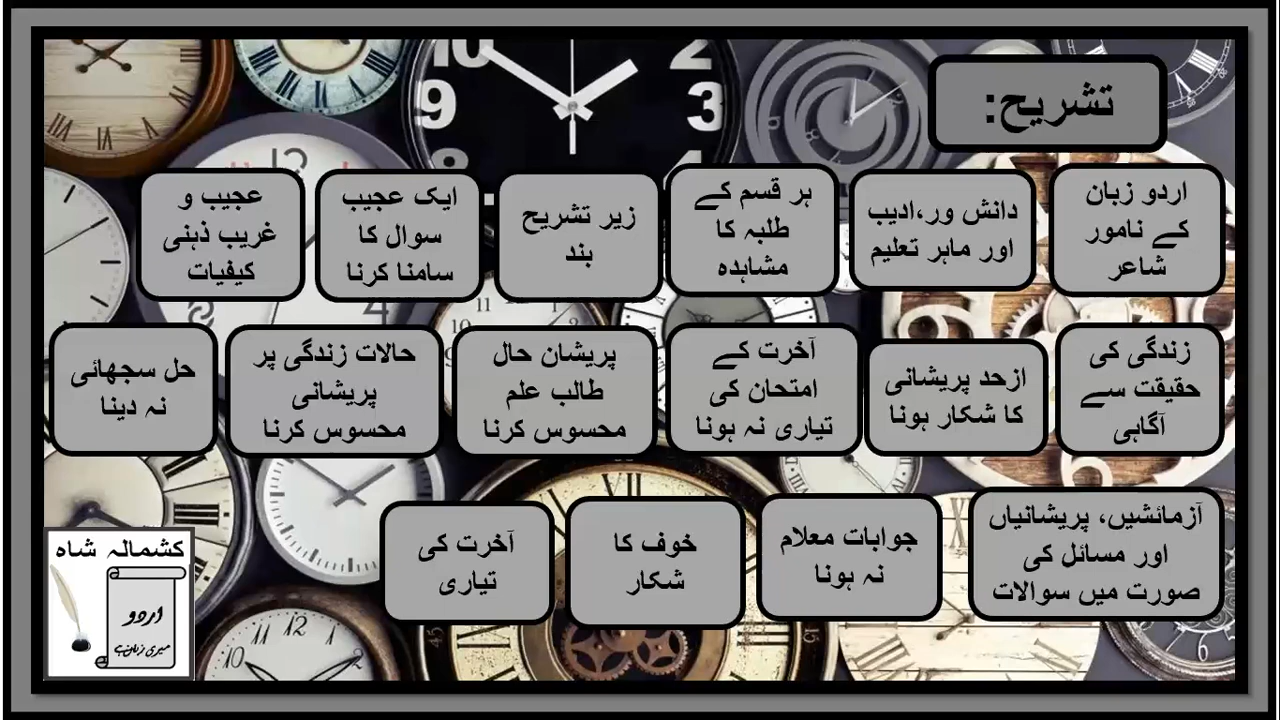 تشریح:
اردو زبان
کے نامور
شاعر
دانش ور،ادیب
اور ماہر تعلیم
ہر قسم کے
طلبہ کا
مشاہدہ
زیر تشریح
بند
ایک عجیب
سوال کا
سامنا کرنا
عجیب و
غریب ذہنی
کیفیات
زندگی کی
حقیقت سے
آگاہی
ازحد پریشانی
کا شکار ہونا
آخرت کے
امتحان کی
تیاری نہ ہونا
پریشان حال
طالب علم
محسوس کرنا
حالات زندگی پر
پریشانی
محسوس کرنا
حل سجھائی
نہ دینا
آزمائشیں، پریشانیاں
اور مسائل کی
صورت میں سوالات
جوابات معلام
نہ ہونا
خوف کا
شکار
آخرت کی
تیاری
کشمالہ شاہ
اردو
میری زبان ہے